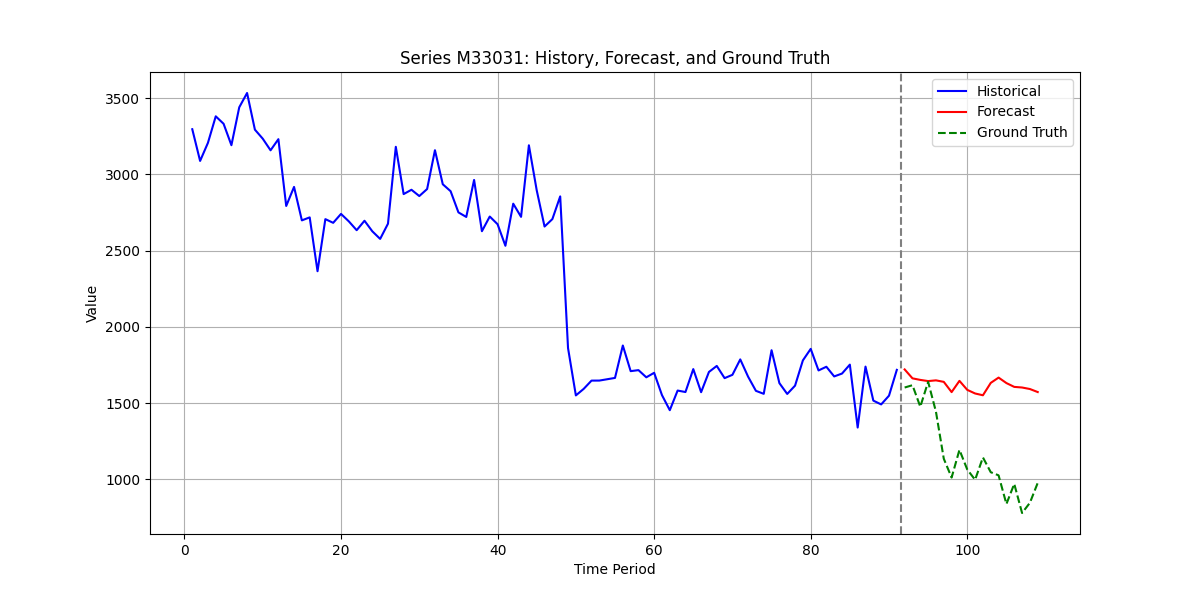 Series M33031: History, Forecast, and Ground Truth
Historical
Forecast
Ground Truth
Value
3500
3000
2500
2000
1500
1000
0 20 40 60 80 100
Time Period